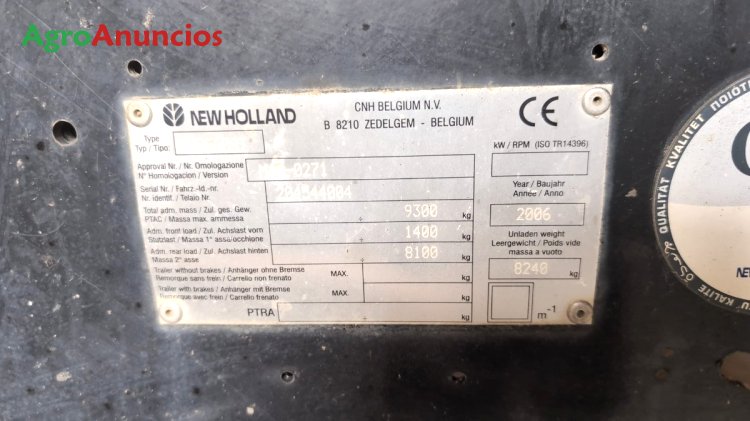 AgroAnuncios
NEW HOLLAND
CNH BELGIUM N.V.
B 8210 ZEDELGEM - BELGIUM
CE
Type
Typ / Tipo:
kW / RPM (ISO TR14396)
Approval Nr. / Nr. Omologazione
N° Homologacion / Version
0271
Serial Nr. / Fahrz.-Id.-nr.
Nr. identif. / Telaio Nr.
Year / Baujahr
Année / Anno
2006
Total adm. mass / Zul. ges. Gew.
PTAC / Massa max. ammessa
9300 kg
Adm. front load / Zul. Achslast vorn
Stutzlast / Massa 1° asse/occhione
1400 kg
Unladen weight
Leergewicht / Poids-vide
massa a vuoto
8240 kg
Adm. rear load / Zul. Achslast hinten
Massa 2° asse
8100 kg
Trailer without brakes / Anhänger ohne Bremse
Remorque sans frein / Carrello non frenato
MAX. kg
Trailer with brakes / Anhänger mit Bremse
Remorque avec frein / Carrello frenato
MAX. kg
PTRA kg
m-1
QUALITÄT KVALITET